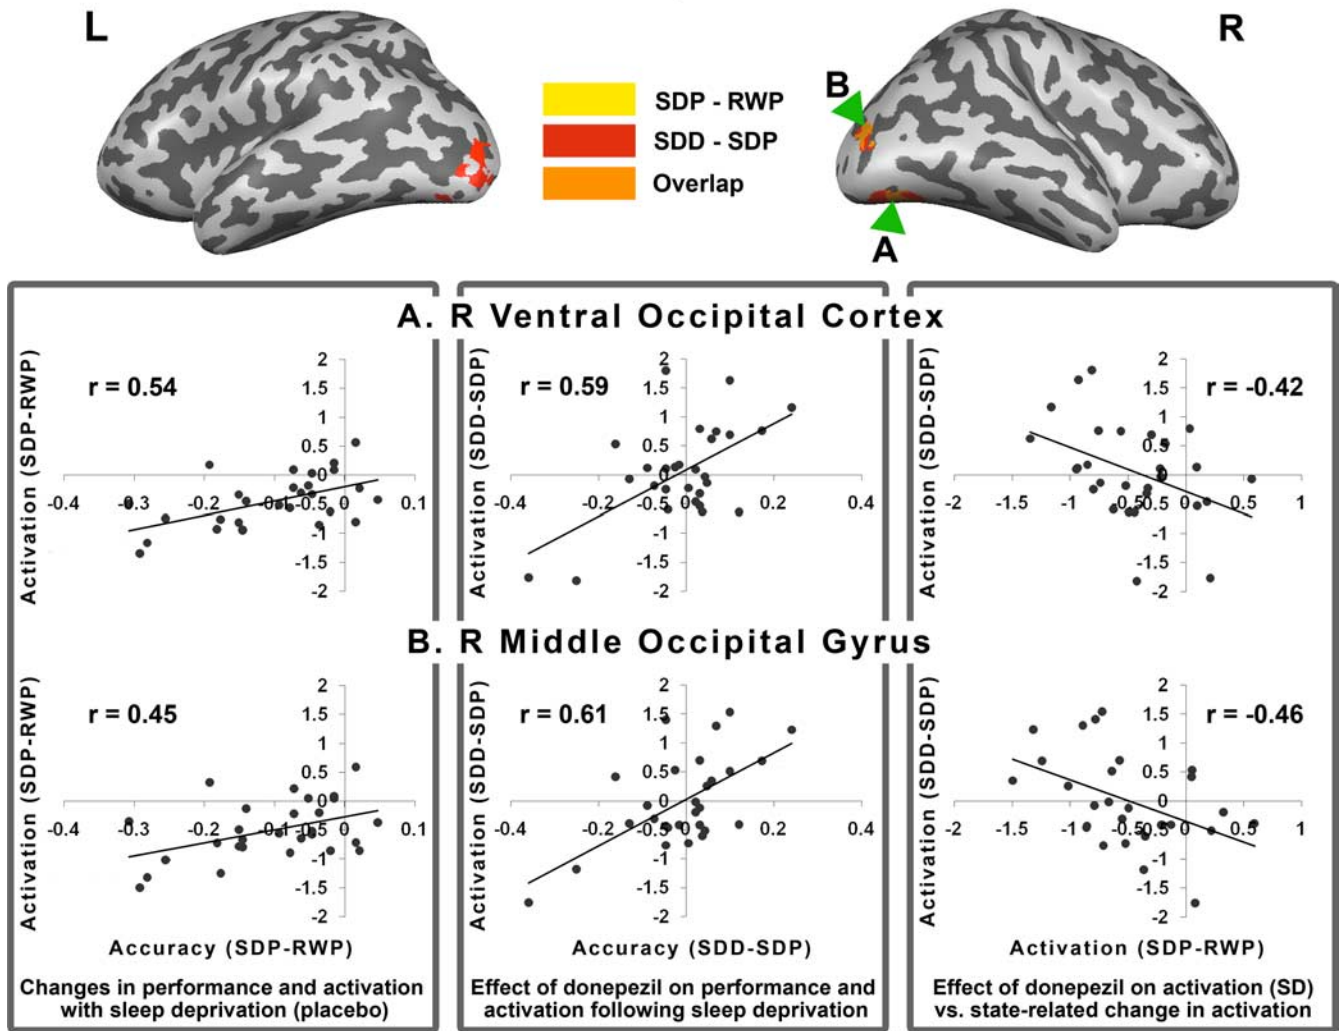 L
R
B
A
SDP - RWP
SDD - SDP
Overlap
A. R Ventral Occipital Cortex
Activation (SDP-RWP)
r = 0.54
2
1.5
1
0.5
0
-0.5
-1
-1.5
-2
-0.4
-0.3
-0.2
-0.1
0.1
Activation (SDD-SDP)
r = 0.59
2
1.5
1
0.5
0
-0.5
-1
-1.5
-2
-0.4
-0.2
0.2
0.4
Activation (SDD-SDP)
r = -0.42
2
1.5
1
0.5
0
-0.5
-1
-1.5
-2
-2
-1.5
-1
-0.5
0.5
1
B. R Middle Occipital Gyrus
Activation (SDP-RWP)
r = 0.45
2
1.5
1
0.5
0
-0.5
-1
-1.5
-2
-0.4
-0.3
-0.2
-0.1
0.1
Accuracy (SDP-RWP)
Activation (SDD-SDP)
r = 0.61
2
1.5
1
0.5
0
-0.5
-1
-1.5
-2
-0.4
-0.2
0.2
0.4
Accuracy (SDD-SDP)
Activation (SDD-SDP)
r = -0.46
2
1.5
1
0.5
0
-0.5
-1
-1.5
-2
-2
-1.5
-1
-0.5
0.5
1
Activation (SDP-RWP)
Changes in performance and activation
with sleep deprivation (placebo)
Effect of donepezil on performance and
activation following sleep deprivation
Effect of donepezil on activation (SD)
vs. state-related change in activation